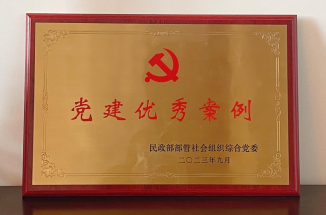 党建优秀案例
民政部部管社会组织综合党委
二〇二三年九月